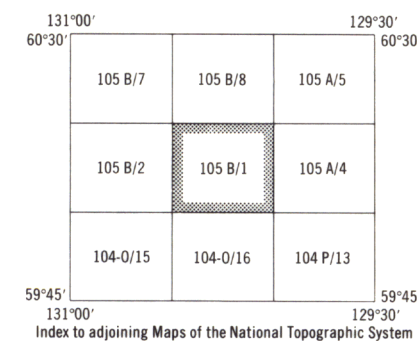 131°00′ 129°30′
60°30′ 60°30
105 B/7 105 B/8 105 A/5
105 B/2 105 B/1 105 A/4
104-O/15 104-O/16 104 P/13
59°45′ 59°45
131°00′ 129°30′
Index to adjoining Maps of the National Topographic System